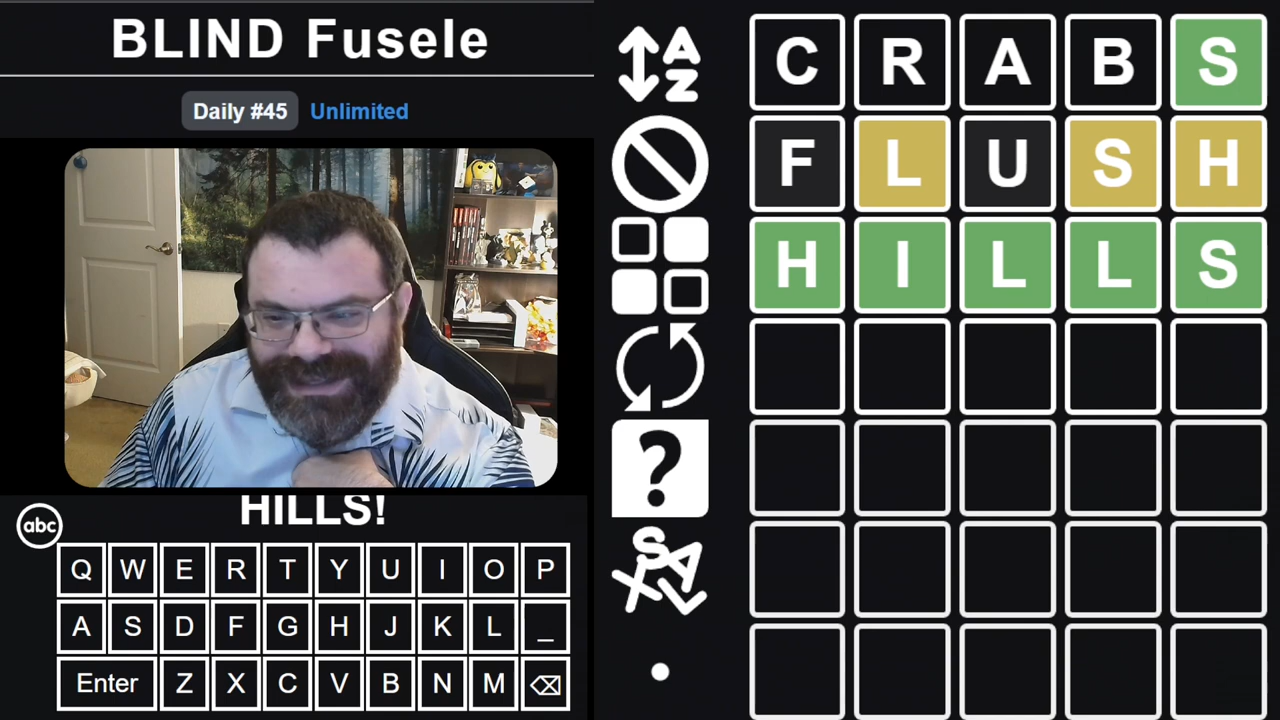 BLIND Fusele
Daily #45 Unlimited
HILLS!
abc
Q W E R T Y U I O P
A S D F G H J K L _
Enter Z X C V B N M ⌫
A
Z
?
S
A
X
L
C R A B S
F L U S H
H I L L S